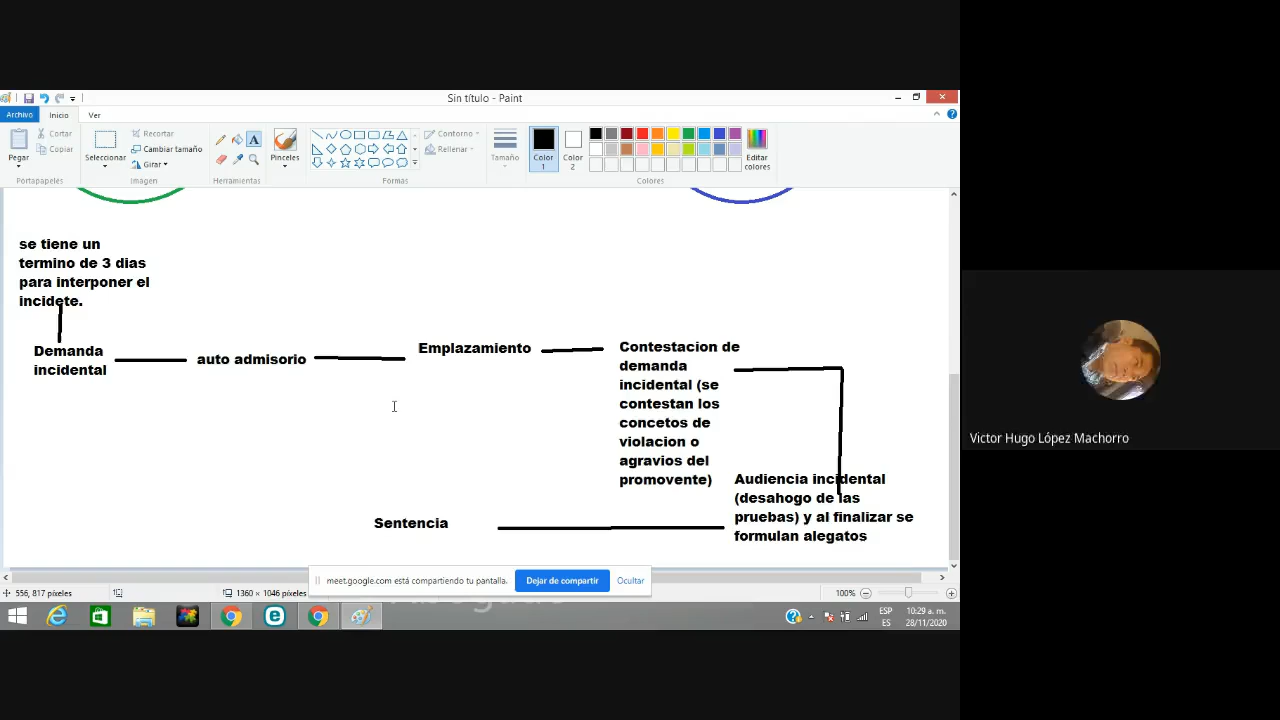 Sin título - Paint
Archivo
Inicio
Ver
Pegar
Cortar
Copiar
Portapapeles
Seleccionar
Recortar
Cambiar tamaño
Girar
Imagen
Herramientas
Pinceles
Contorno
Rellenar
Formas
Tamaño
Color
1
Color
2
Editar
colores
Colores
se tiene un
termino de 3 dias
para interponer el
incidete.
Demanda
incidental
auto admisorio
Emplazamiento
Contestacion de
demanda
incidental (se
contestan los
concetos de
violacion o
agravios del
promovente)
Audiencia incidental
(desahogo de las
pruebas) y al finalizar se
formulan alegatos
Sentencia
Victor Hugo López Machorro
meet.google.com está compartiendo tu pantalla.
Dejar de compartir
Ocultar
556, 817 píxeles
1360 × 1046 píxeles
100%
ESP
ES
10:29 a. m.
28/11/2020